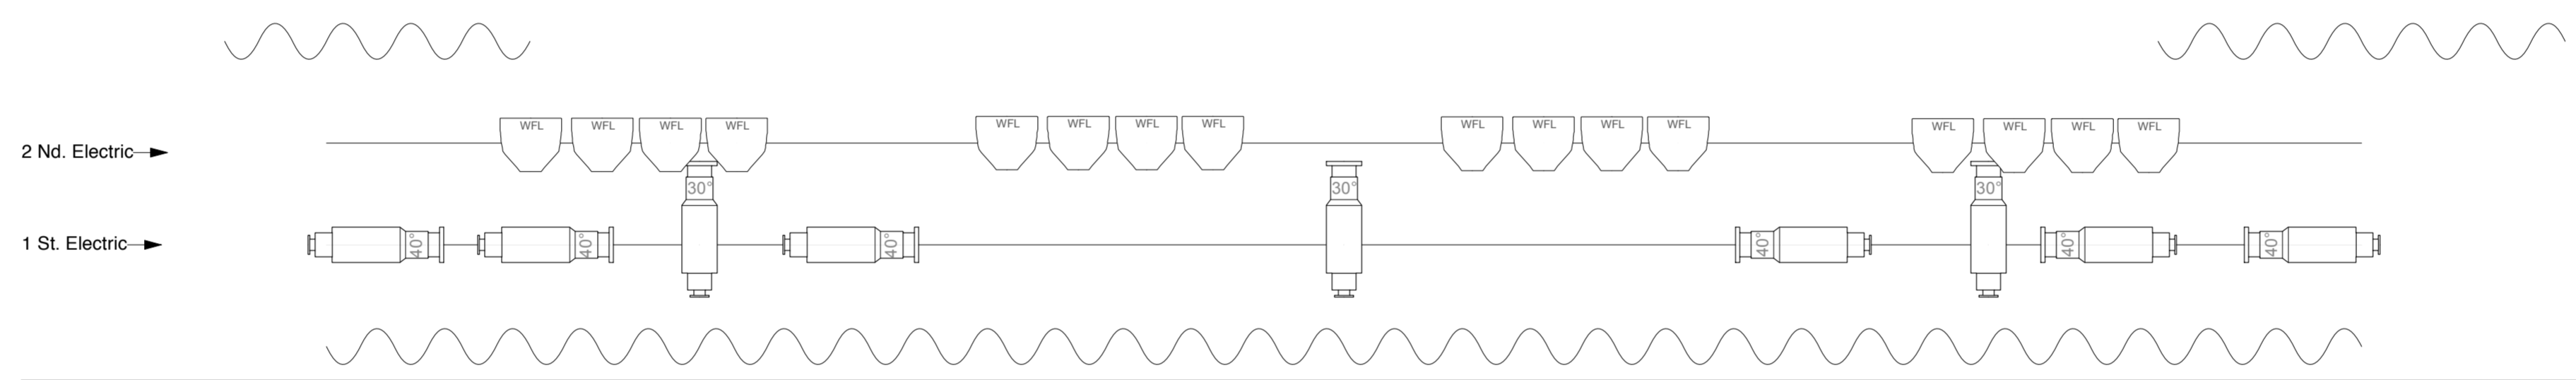 WFL WFL WFL WFL WFL WFL WFL WFL WFL WFL WFL WFL WFL WFL WFL WFL
2 Nd. Electric
30° 30° 30°
1 St. Electric
40° 40° 40° 40° 40° 40°